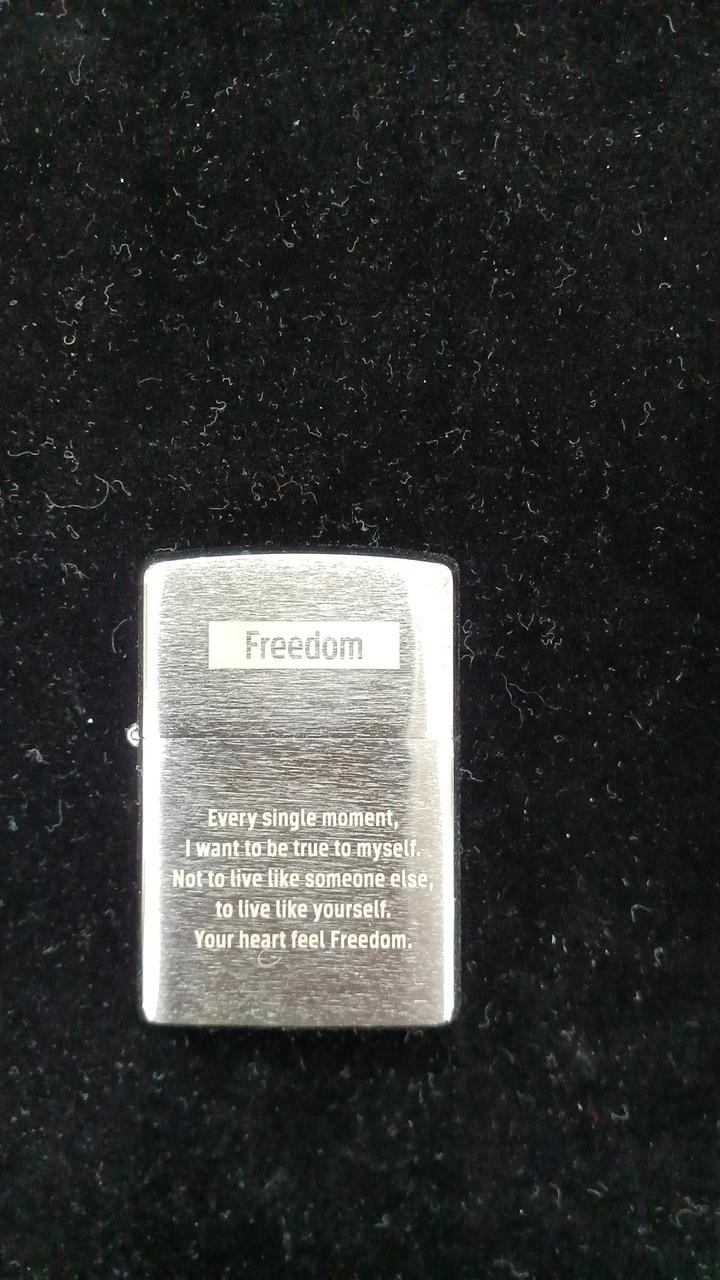 Freedom
Every single moment,
I want to be true to myself.
Not to live like someone else,
to live like yourself.
Your heart feel Freedom.